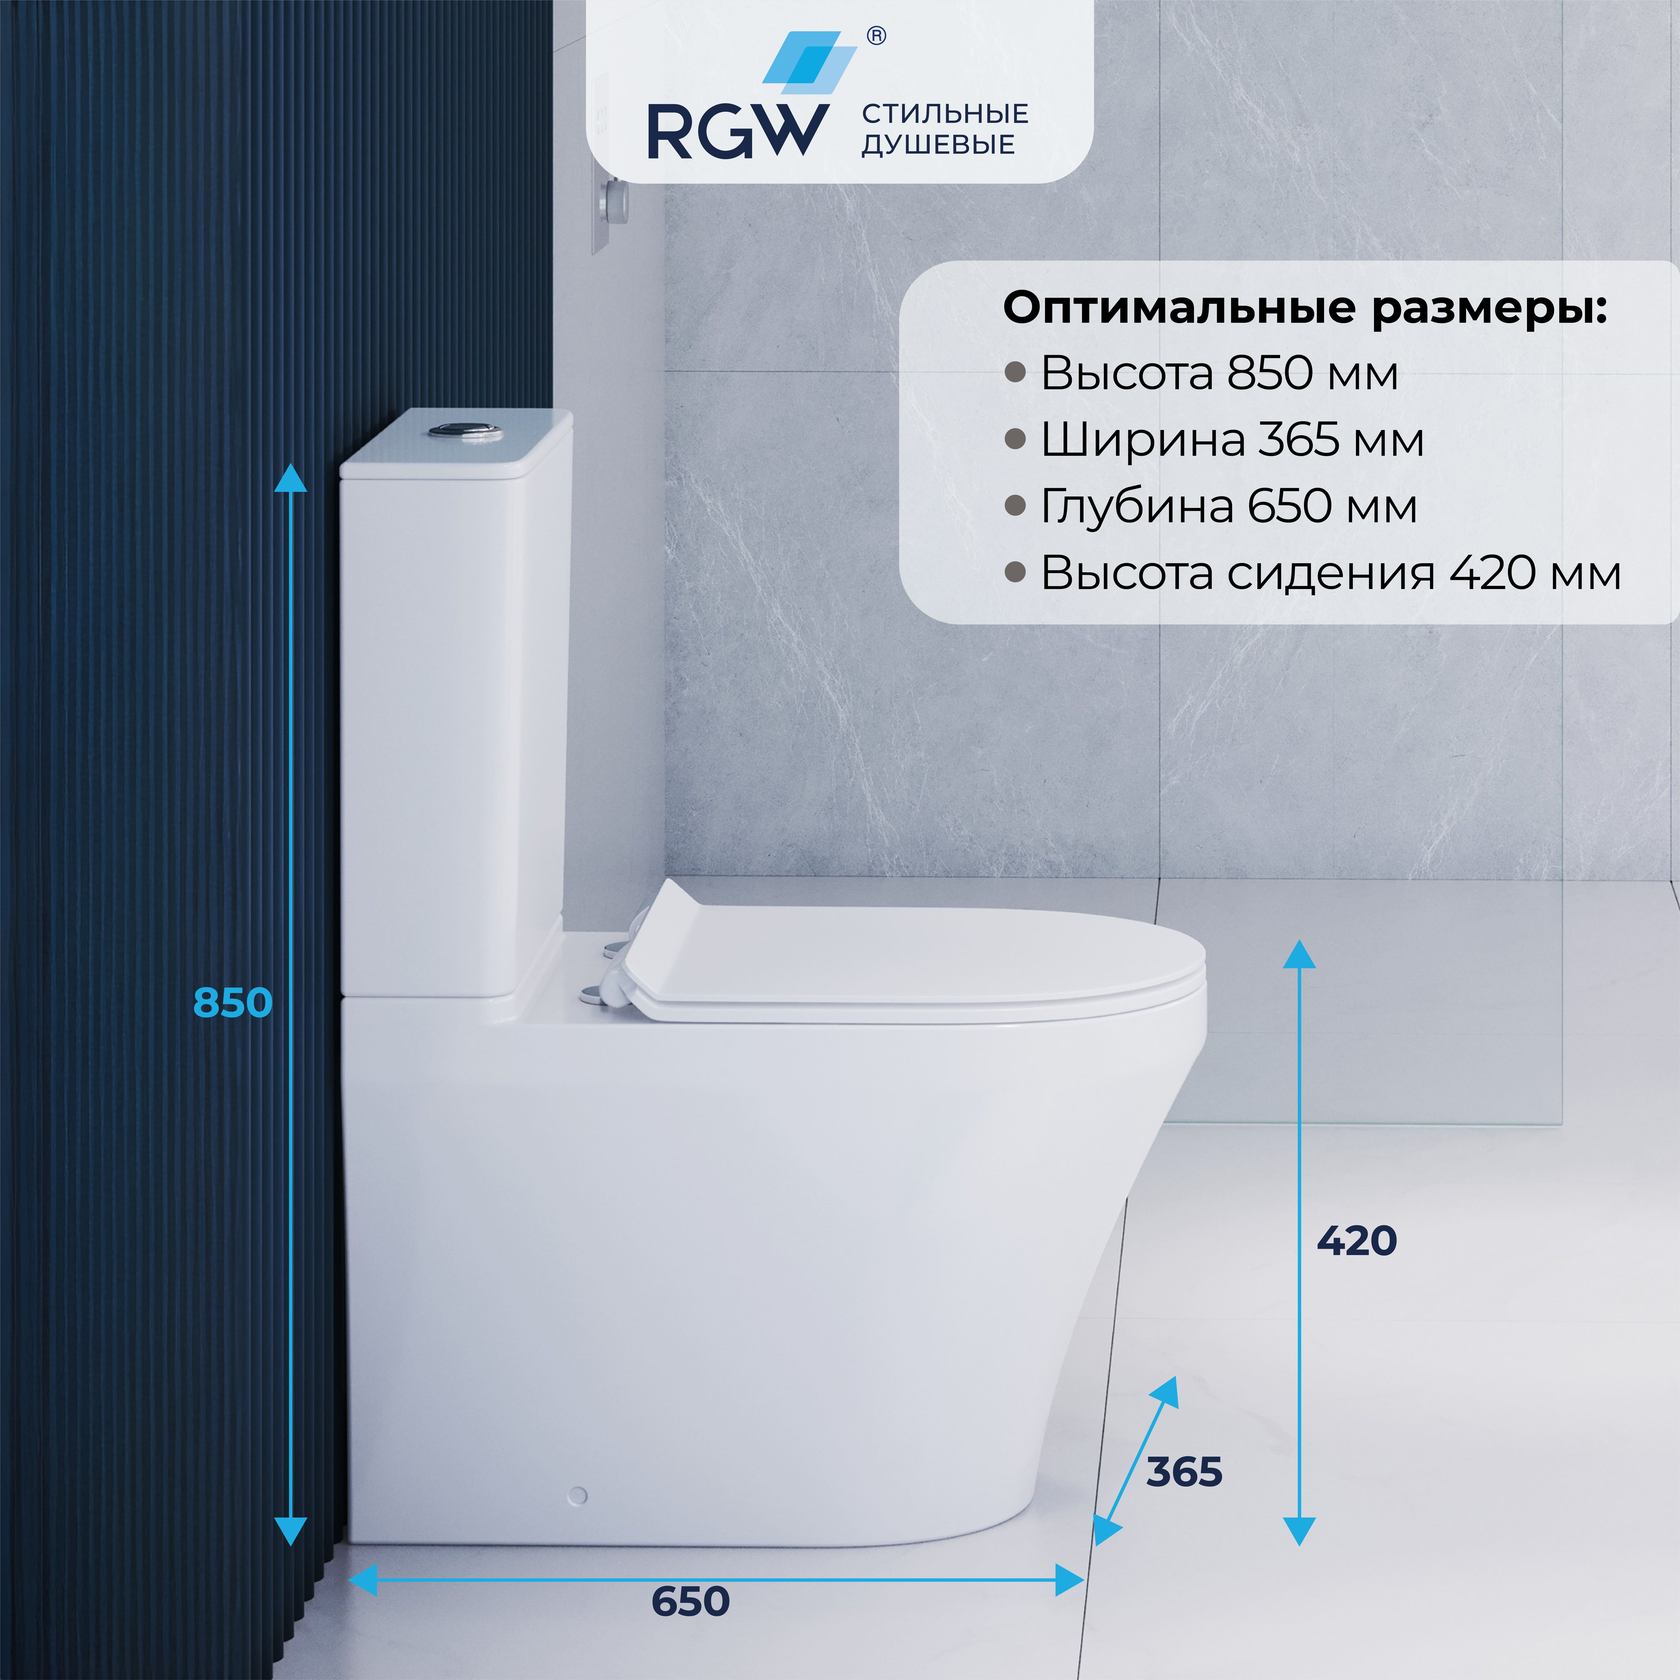 ®
RGW
СТИЛЬНЫЕ
ДУШЕВЫЕ
Оптимальные размеры:
• Высота 850 мм
• Ширина 365 мм
• Глубина 650 мм
• Высота сидения 420 мм
850
420
365
650